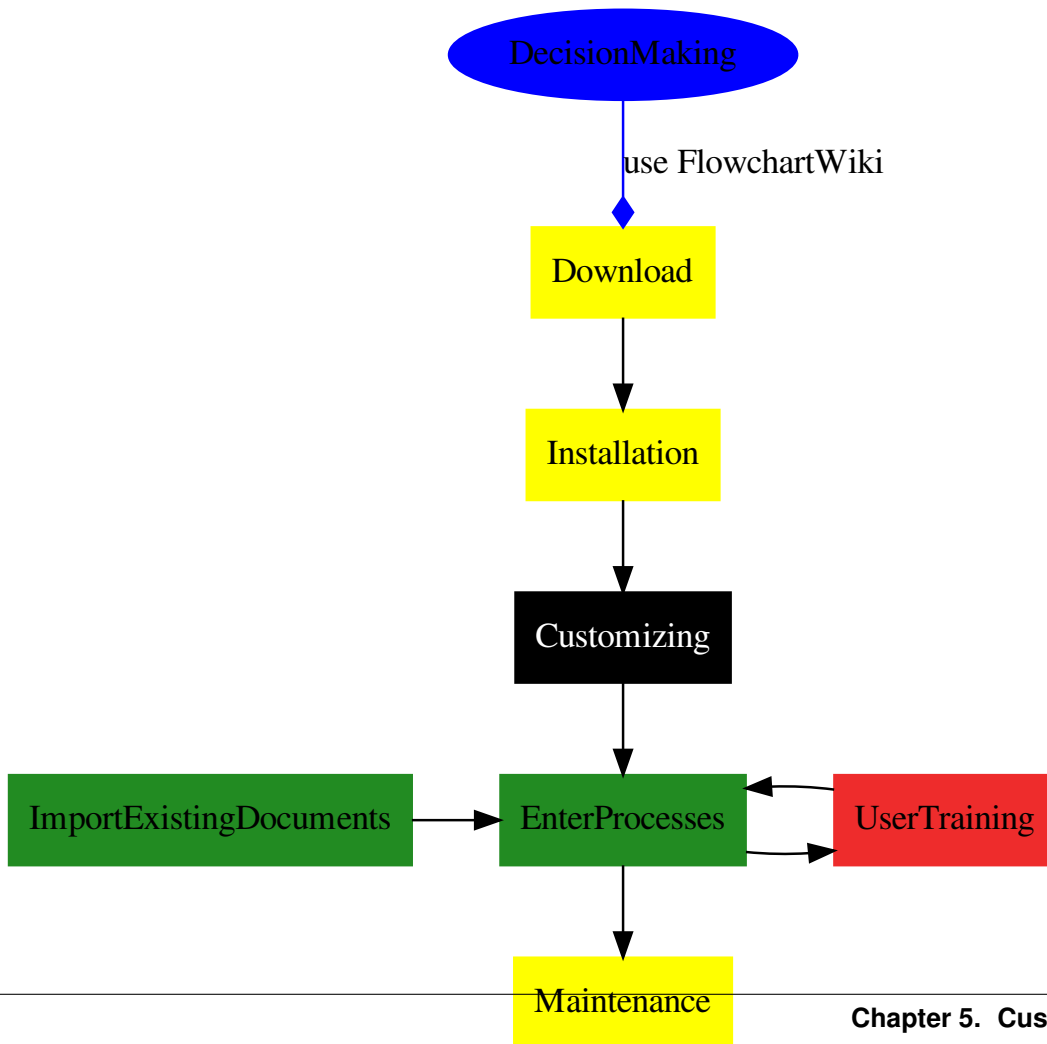 DecisionMaking
use FlowchartWiki
Download
Installation
Customizing
ImportExistingDocuments
EnterProcesses
UserTraining
Maintenance
Chapter 5. Cus